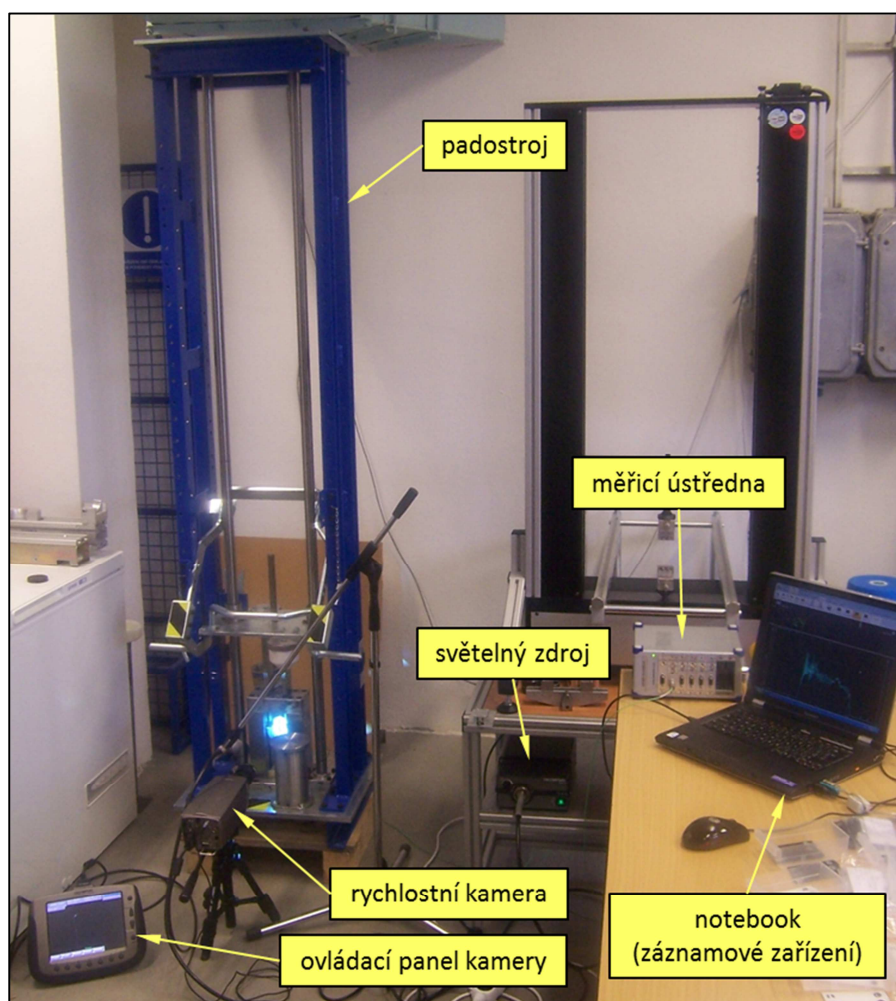 padostroj
měřicí ústředna
světelný zdroj
rychlostní kamera
ovládací panel kamery
notebook
(záznamové zařízení)